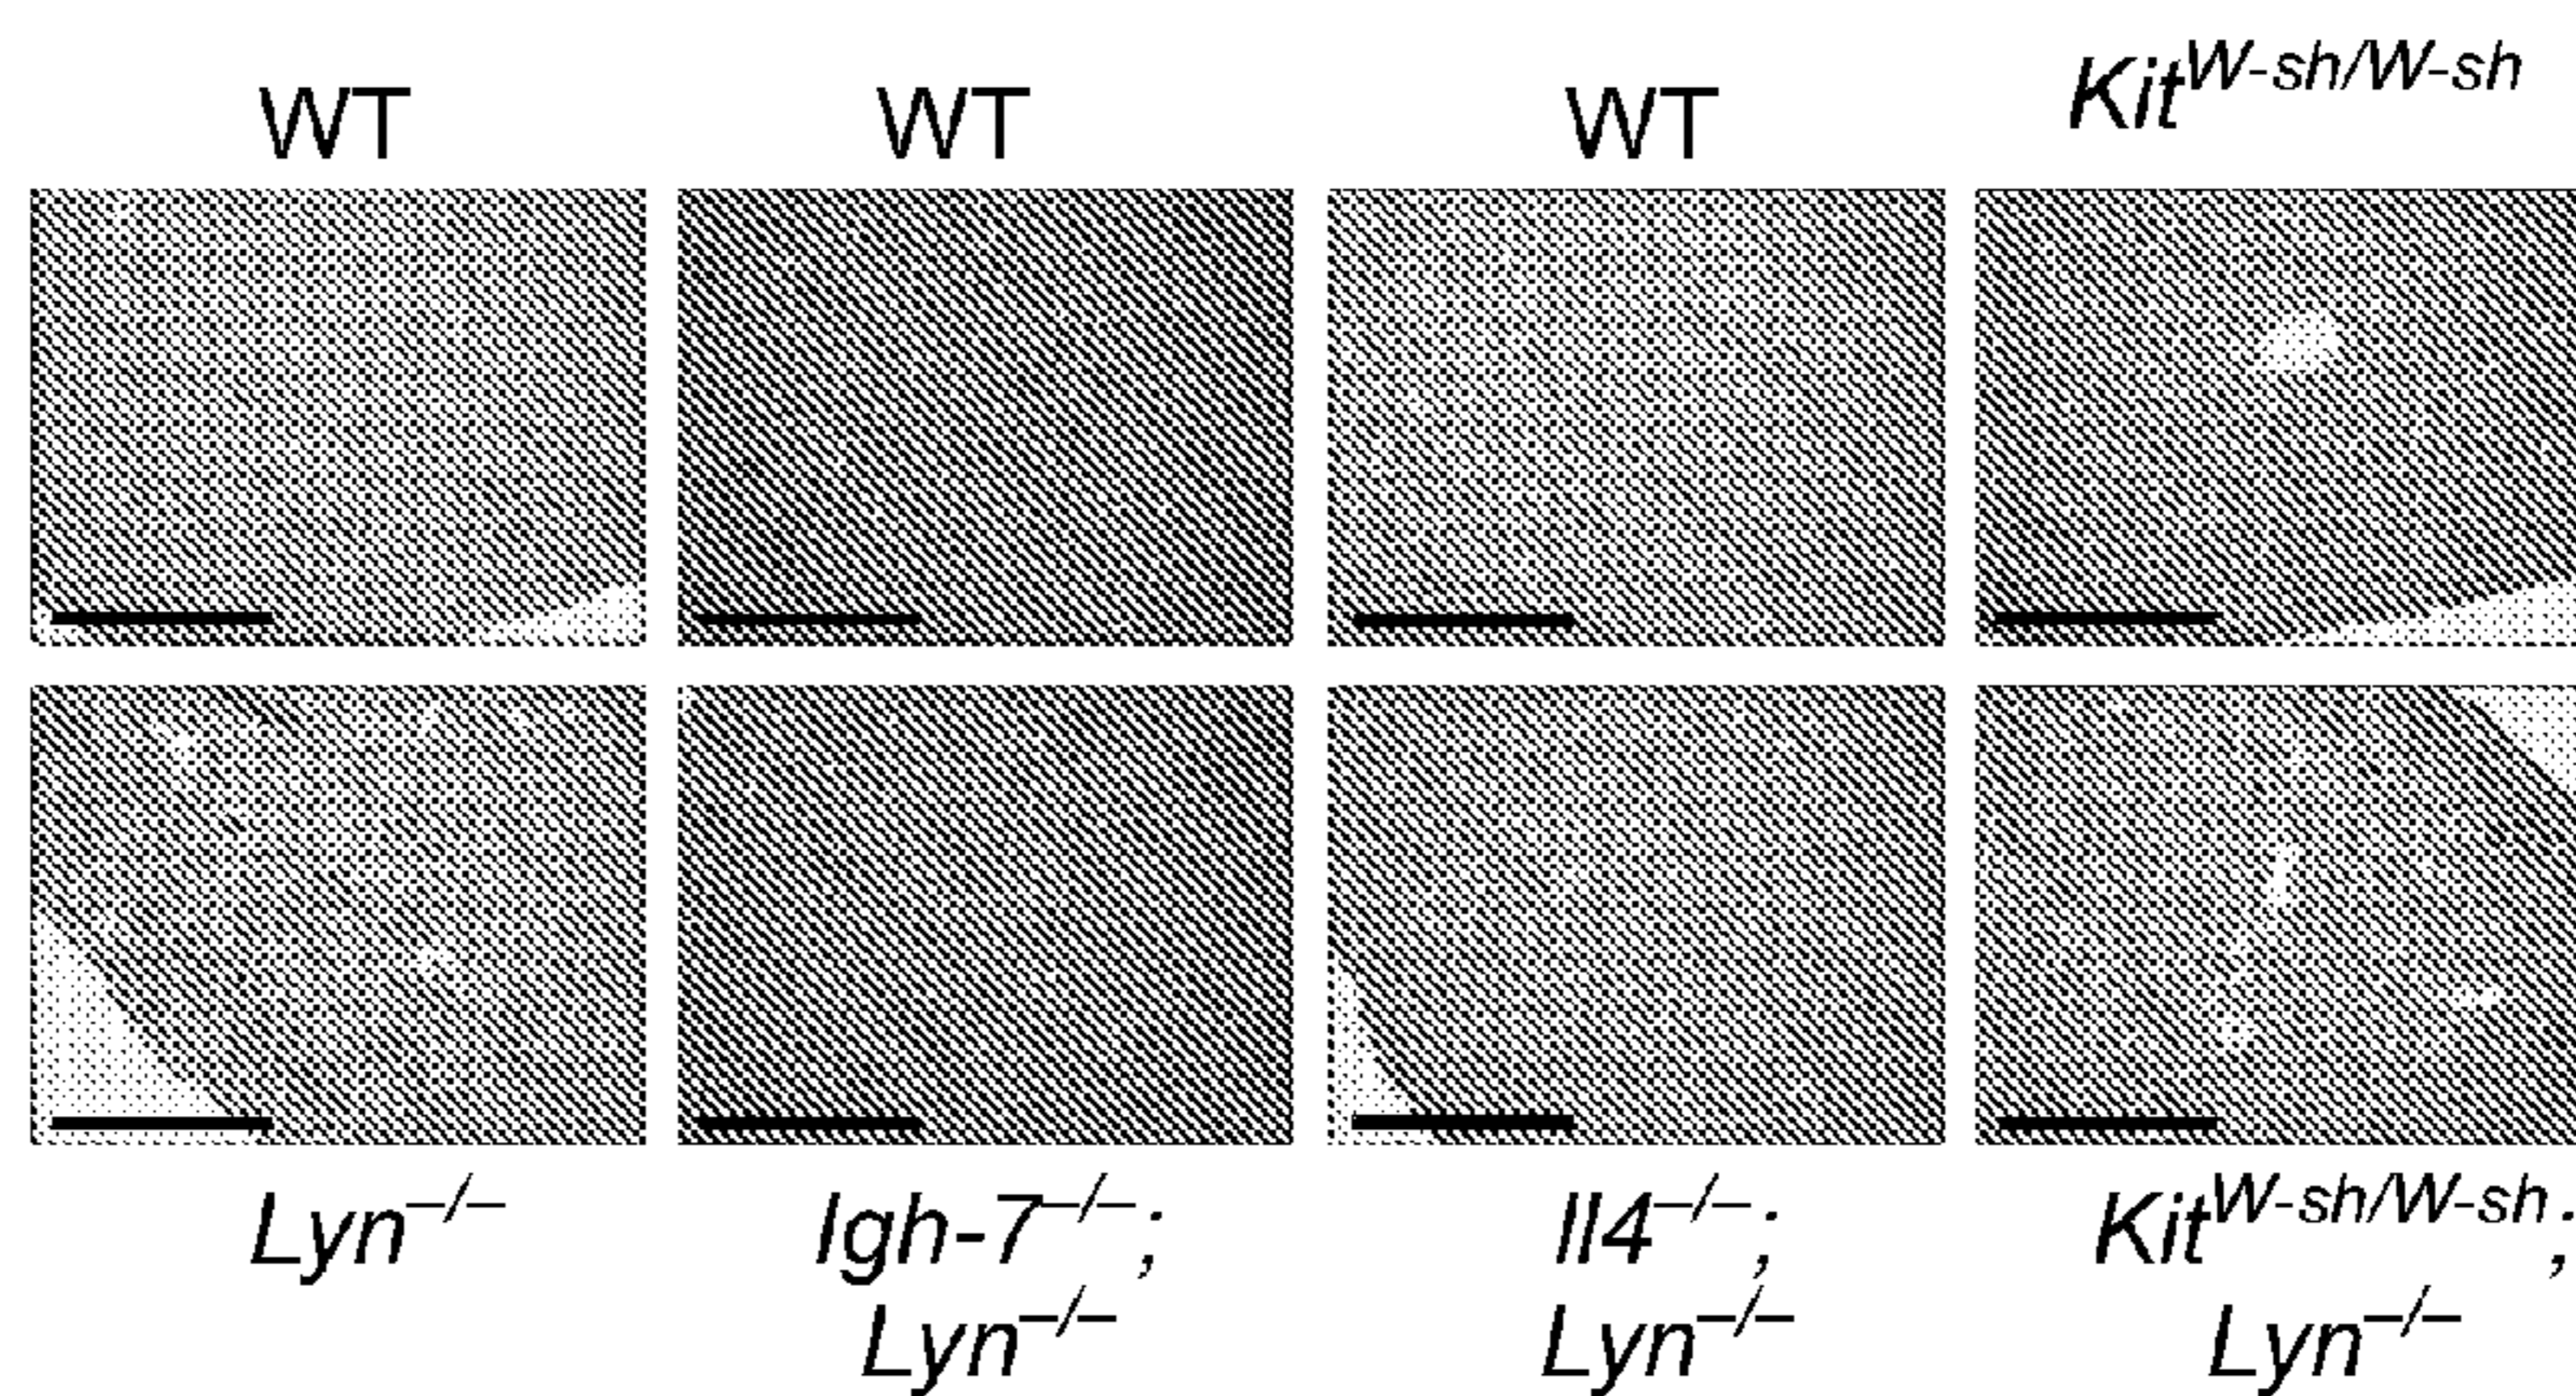 WT WT WT Kit^W-sh/W-sh
Lyn^–/– Igh-7^–/–; Il4^–/–; Kit^W-sh/W-sh;
Lyn^–/– Lyn^–/– Lyn^–/–